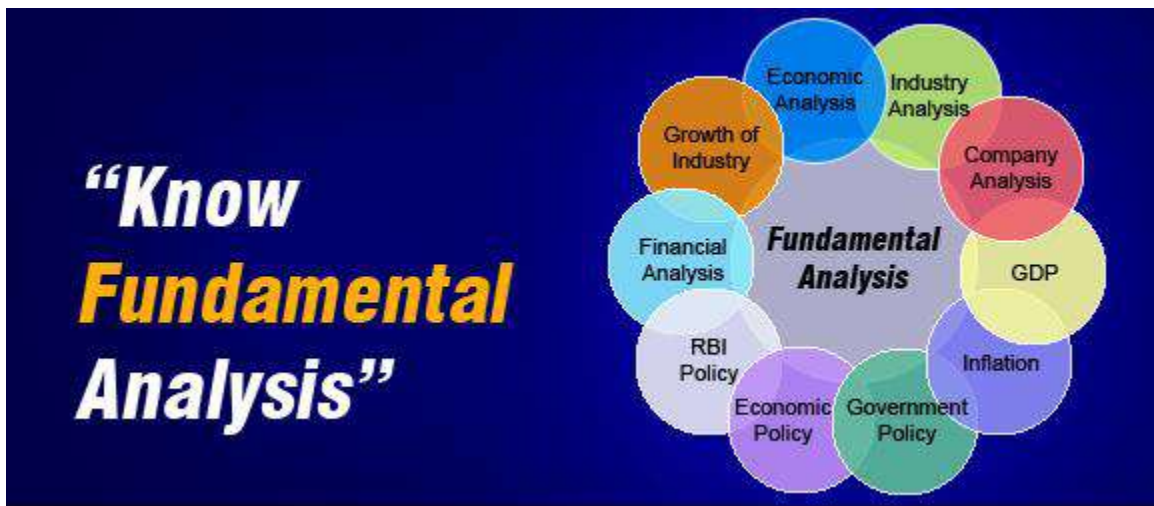 “Know
Fundamental
Analysis”
Economic
Analysis
Industry
Analysis
Company
Analysis
GDP
Inflation
Government
Policy
Economic
Policy
RBI
Policy
Financial
Analysis
Growth of
Industry
Fundamental
Analysis